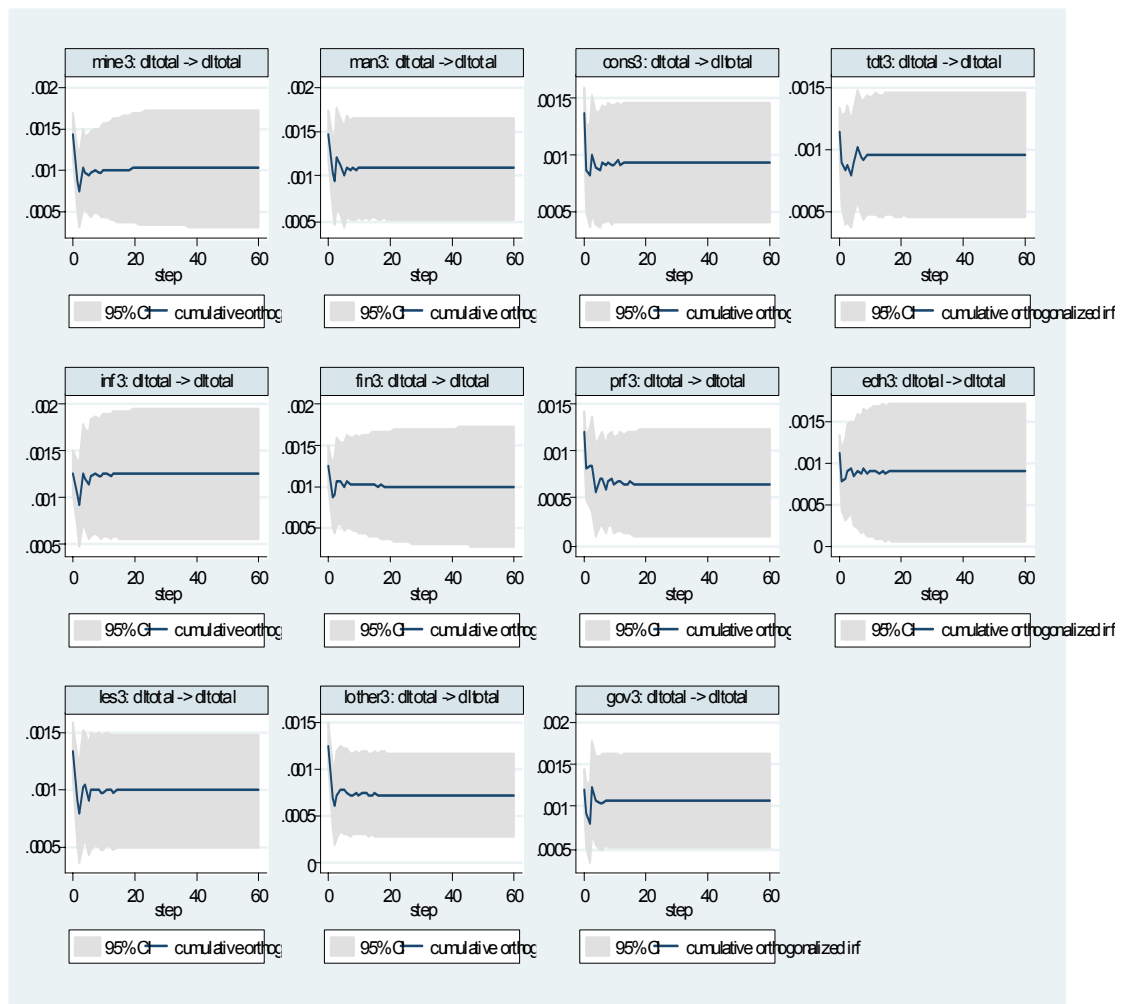 mine3: dltotal -> dltotal
.002
.0015
.001
.0005
0 20 40 60
step
95% CI cumulative orthog
man3: dltotal -> dltotal
.002
.0015
.001
.0005
0 20 40 60
step
95% CI cumulative orthog
cons3: dltotal -> dltotal
.0015
.001
.0005
0 20 40 60
step
95% CI cumulative orthog
tdt3: dltotal -> dltotal
.0015
.001
.0005
0 20 40 60
step
95% CI cumulative orthogonalized irf
inf3: dltotal -> dltotal
.002
.0015
.001
.0005
0 20 40 60
step
95% CI cumulative orthog
fin3: dltotal -> dltotal
.002
.0015
.001
.0005
0 20 40 60
step
95% CI cumulative orthog
prf3: dltotal -> dltotal
.0015
.001
.0005
0
0 20 40 60
step
95% CI cumulative orthog
edh3: dltotal -> dltotal
.0015
.001
.0005
0
0 20 40 60
step
95% CI cumulative orthogonalized irf
les3: dltotal -> dltotal
.0015
.001
.0005
0 20 40 60
step
95% CI cumulative orthog
lother3: dltotal -> dltotal
.0015
.001
.0005
0
0 20 40 60
step
95% CI cumulative orthog
gov3: dltotal -> dltotal
.002
.0015
.001
.0005
0 20 40 60
step
95% CI cumulative orthogonalized irf